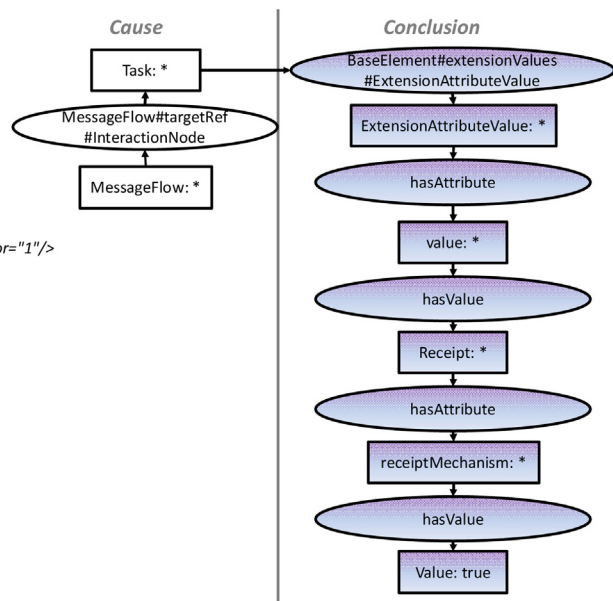 Cause
Conclusion
Task: *
BaseElement#extensionValues
#ExtensionAttributeValue
MessageFlow#targetRef
#InteractionNode
ExtensionAttributeValue: *
MessageFlow: *
hasAttribute
value: *
or="1"/>
hasValue
Receipt: *
hasAttribute
receiptMechanism: *
hasValue
Value: true